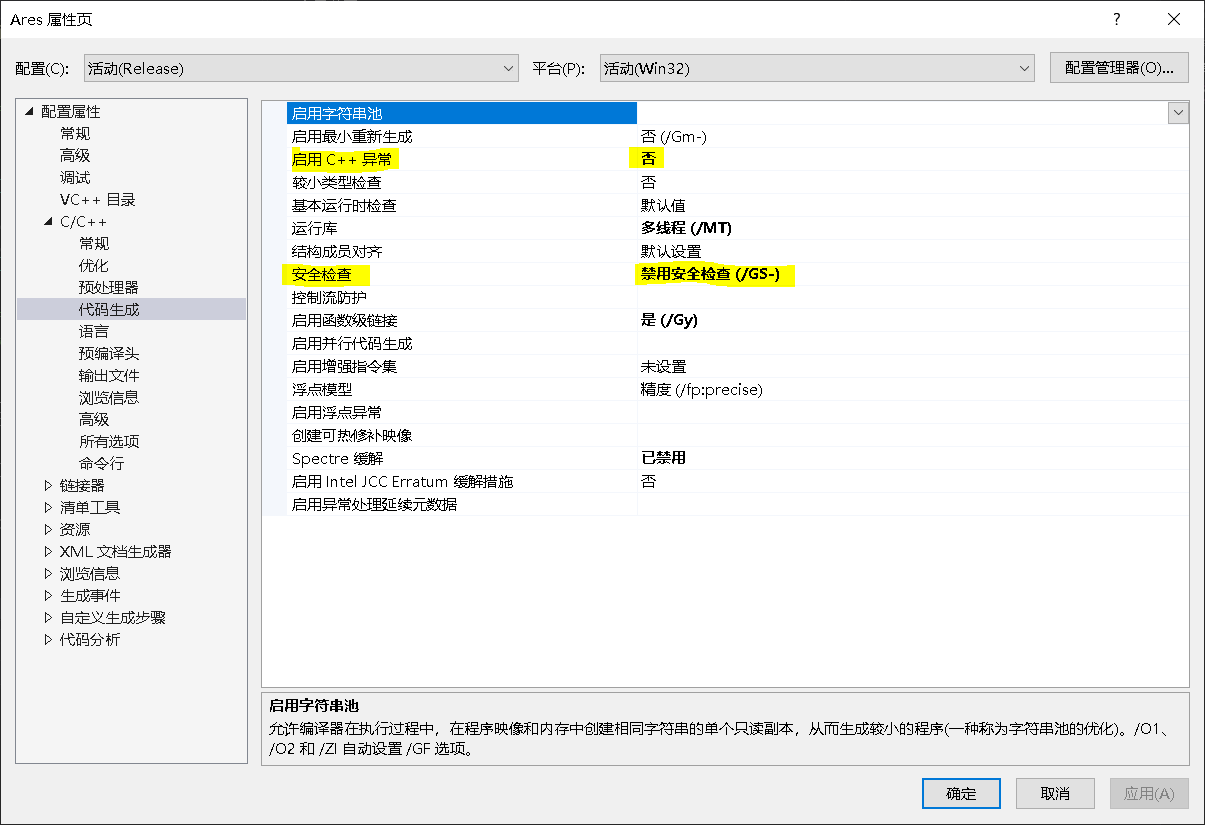 Ares 属性页
配置(C): 活动(Release) 平台(P): 活动(Win32) 配置管理器(O)...
配置属性
常规
高级
调试
VC++ 目录
C/C++
常规
优化
预处理器
代码生成
语言
预编译头
输出文件
浏览信息
高级
所有选项
命令行
链接器
清单工具
资源
XML 文档生成器
浏览信息
生成事件
自定义生成步骤
代码分析
启用字符串池
启用最小重新生成 否 (/Gm-)
启用 C++ 异常 否
较小类型检查 否
基本运行时检查 默认值
运行库 多线程 (/MT)
结构成员对齐 默认设置
安全检查 禁用安全检查 (/GS-)
控制流防护
启用函数级链接 是 (/Gy)
启用并行代码生成
启用增强指令集 未设置
浮点模型 精度 (/fp:precise)
启用浮点异常
创建可热修补映像
Spectre 缓解 已禁用
启用 Intel JCC Erratum 缓解措施 否
启用异常处理延续元数据
启用字符串池
允许编译器在执行过程中，在程序映像和内存中创建相同字符串的单个只读副本，从而生成较小的程序(一种称为字符串池的优化)。/O1、
/O2 和 /ZI 自动设置 /GF 选项。
确定 取消 应用(A)